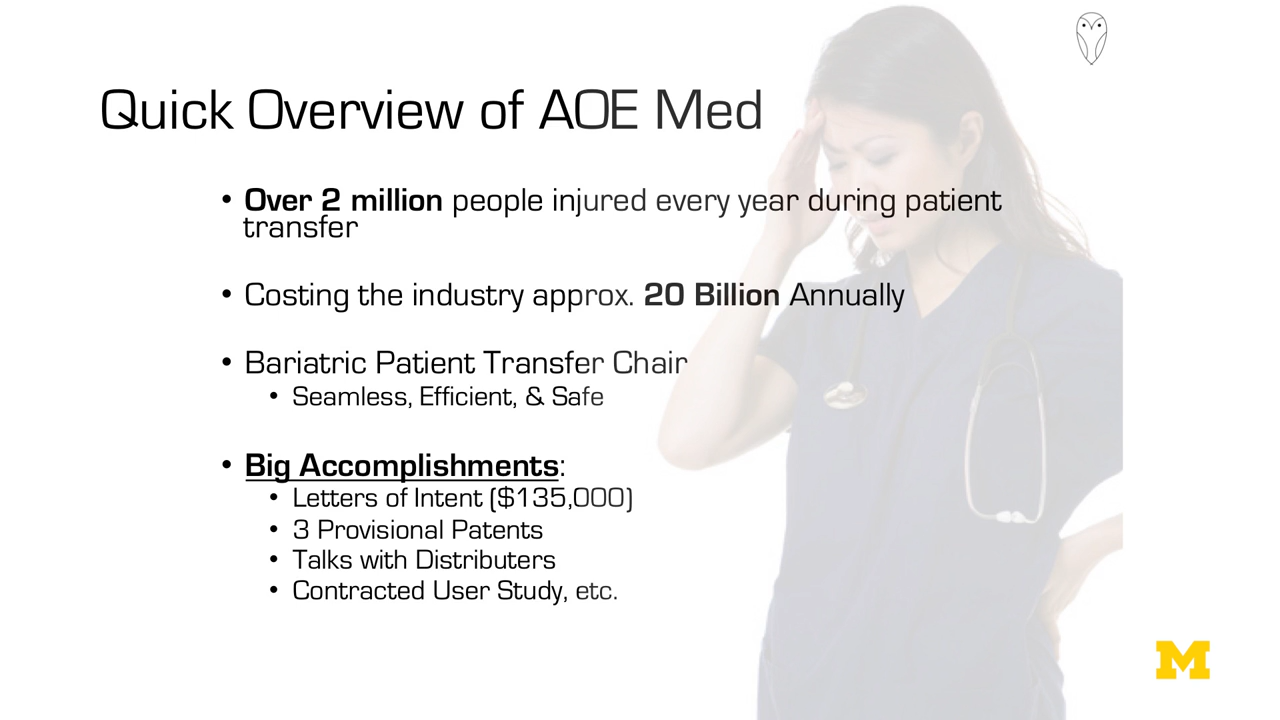 Quick Overview of AOE Med
• Over 2 million people injured every year during patient
transfer
• Costing the industry approx. 20 Billion Annually
• Bariatric Patient Transfer Chair
• Seamless, Efficient, & Safe
• Big Accomplishments:
• Letters of Intent ($135,000)
• 3 Provisional Patents
• Talks with Distributers
• Contracted User Study, etc.
M